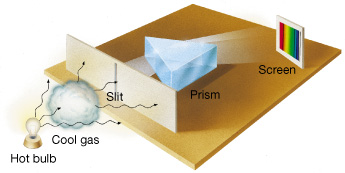 Slit
Prism
Screen
Cool gas
Hot bulb